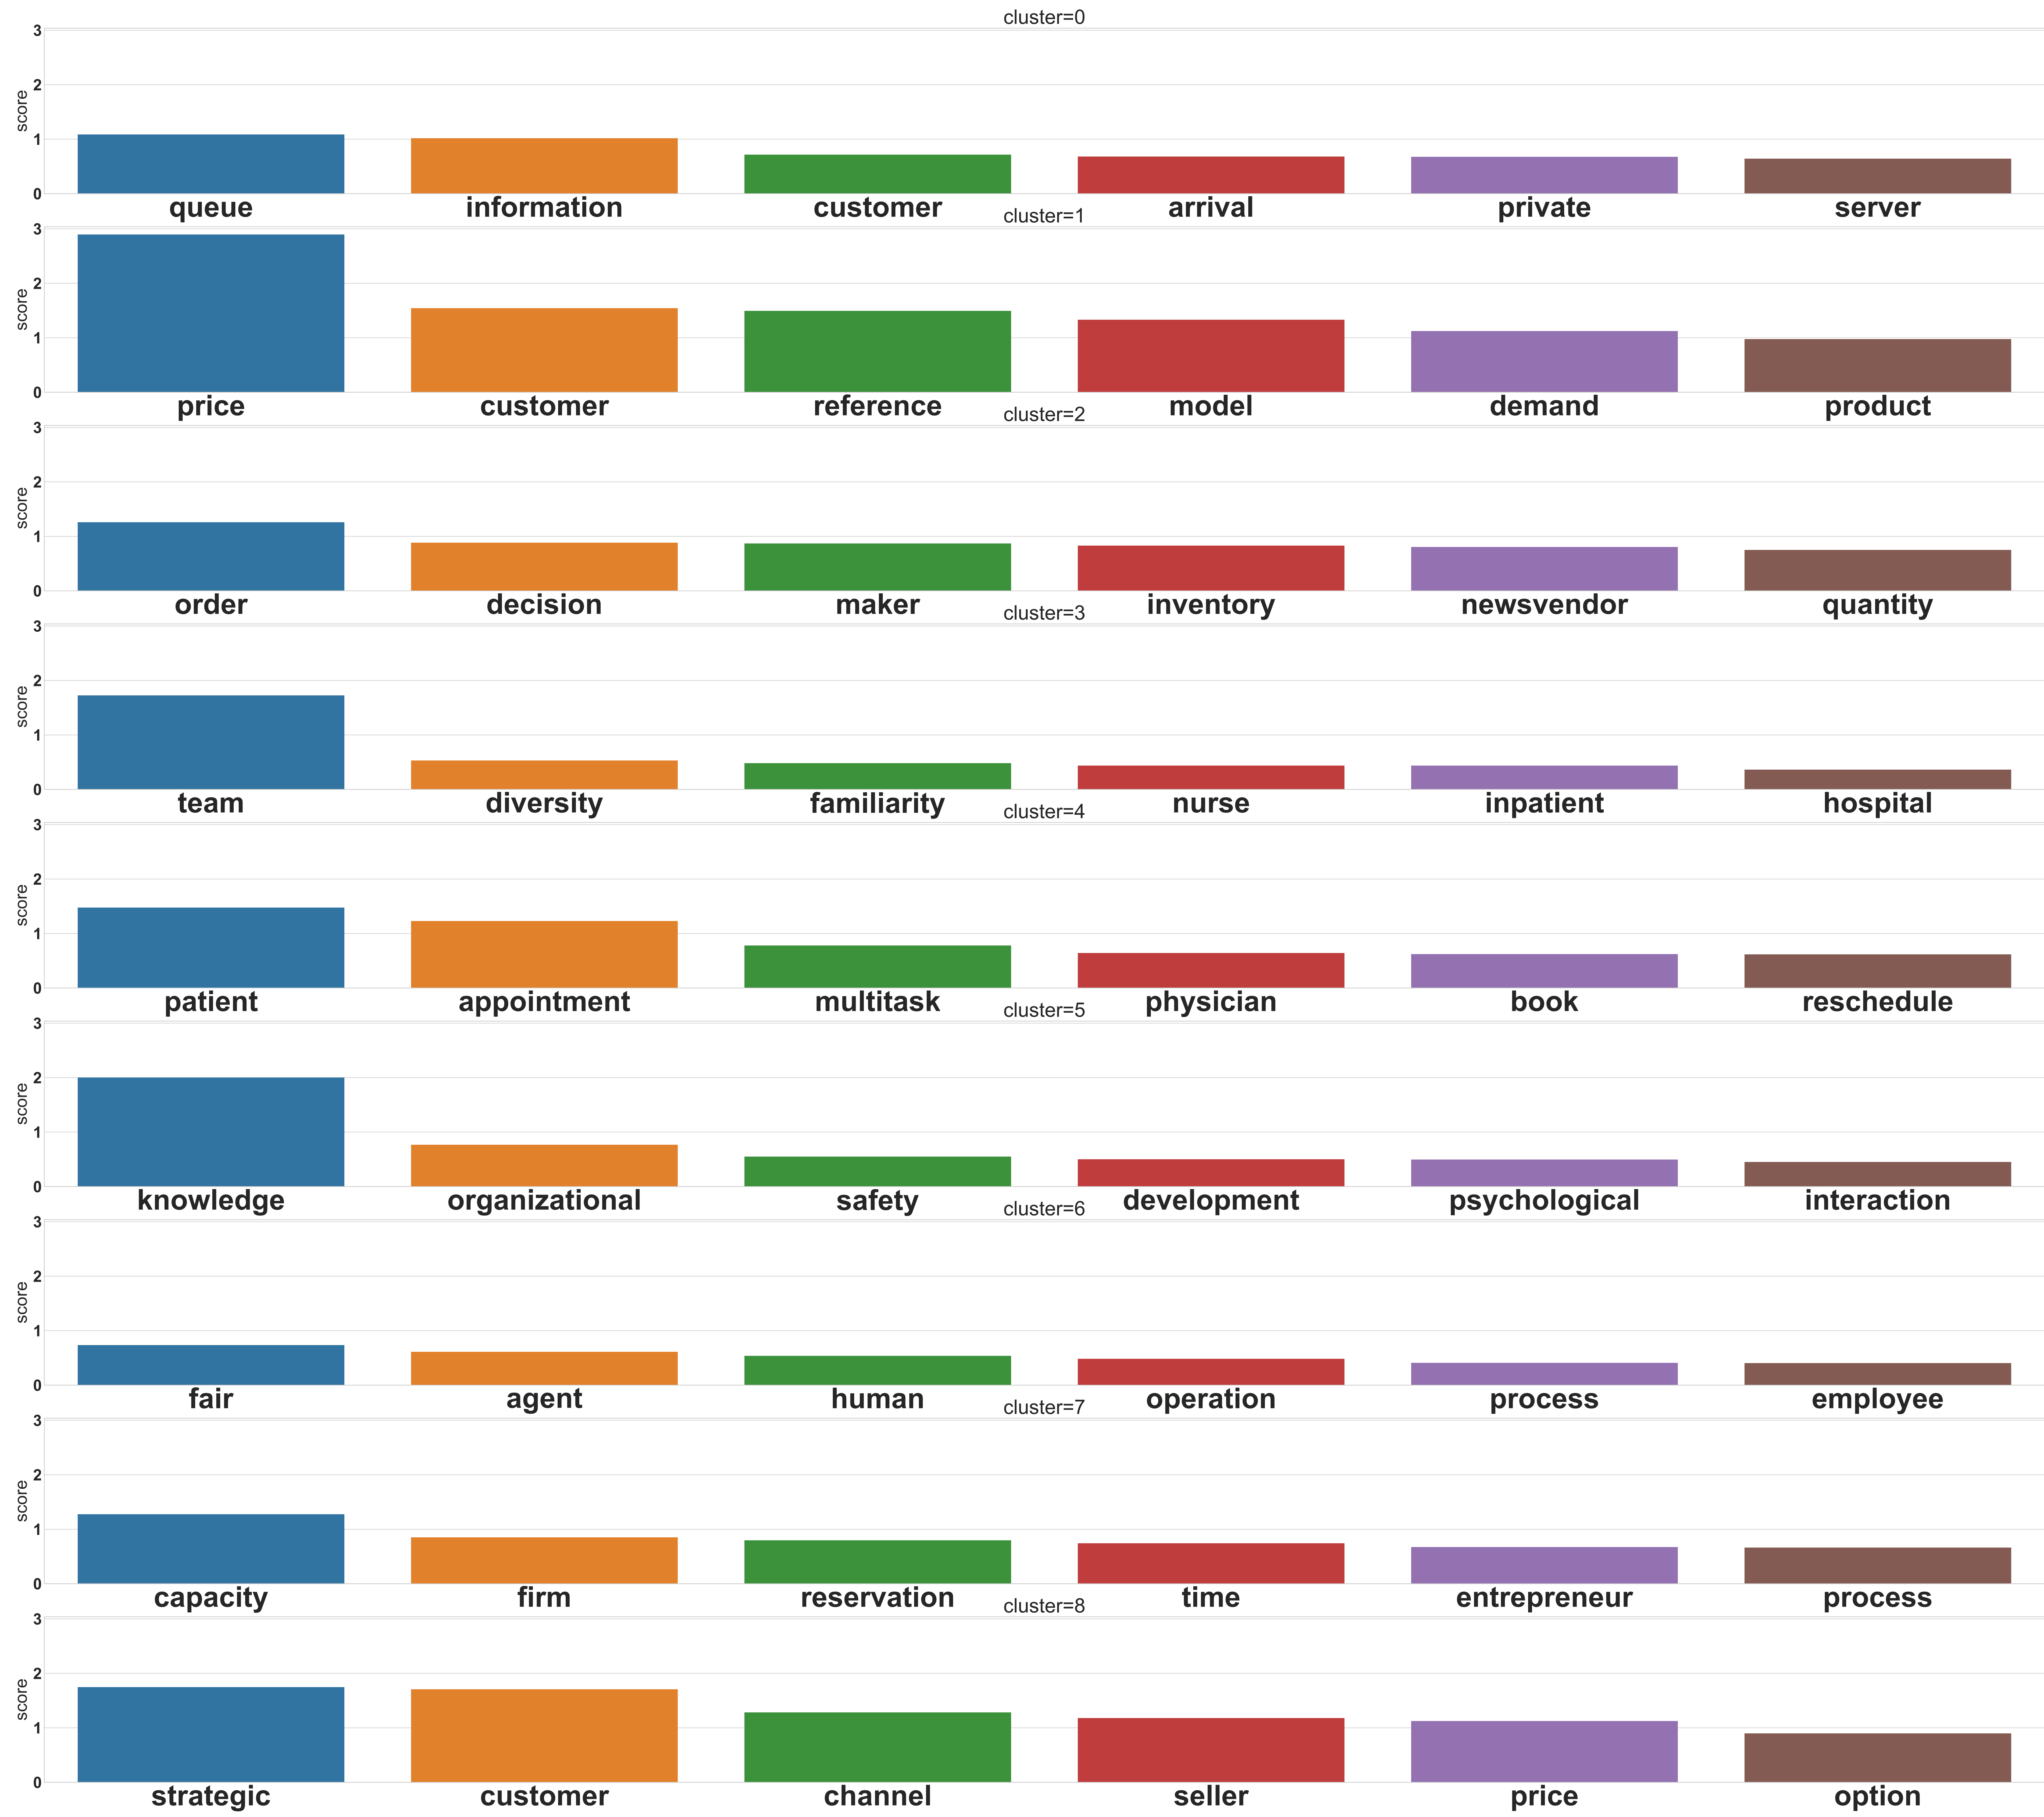 cluster=0
3
2
1
0
score
queue information customer arrival private server
cluster=1
3
2
1
0
score
price customer reference model demand product
cluster=2
3
2
1
0
score
order decision maker inventory newsvendor quantity
cluster=3
3
2
1
0
score
team diversity familiarity nurse inpatient hospital
cluster=4
3
2
1
0
score
patient appointment multitask physician book reschedule
cluster=5
3
2
1
0
score
knowledge organizational safety development psychological interaction
cluster=6
3
2
1
0
score
fair agent human operation process employee
cluster=7
3
2
1
0
score
capacity firm reservation time entrepreneur process
cluster=8
3
2
1
0
score
strategic customer channel seller price option